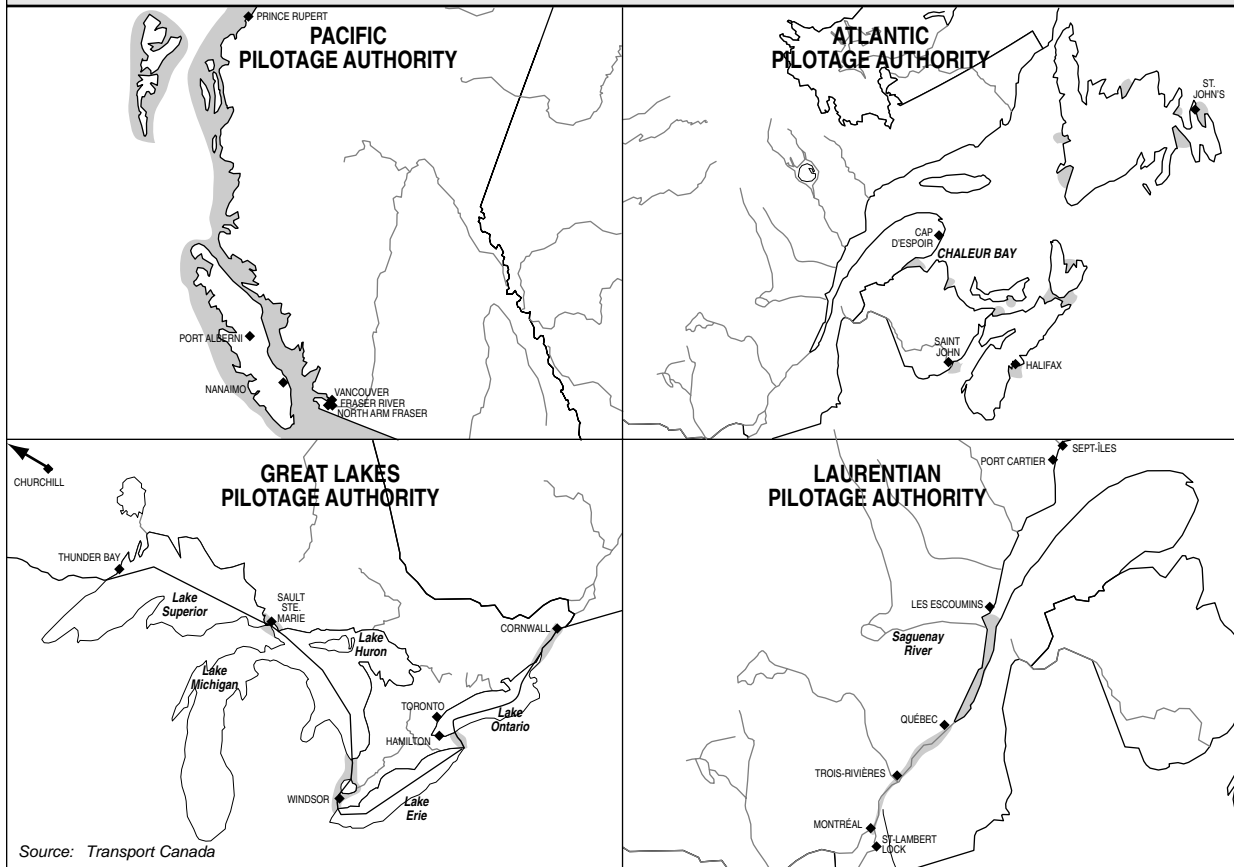 PRINCE RUPERT
PACIFIC
PILOTAGE AUTHORITY
PORT ALBERNI
NANAIMO
VANCOUVER
FRASER RIVER
NORTH ARM FRASER
ATLANTIC
PILOTAGE AUTHORITY
ST.
JOHN'S
CAP
D'ESPOIR
CHALEUR BAY
SAINT
JOHN
HALIFAX
GREAT LAKES
PILOTAGE AUTHORITY
CHURCHILL
THUNDER BAY
Lake
Superior
SAULT
STE.
MARIE
Lake
Huron
CORNWALL
Lake
Michigan
TORONTO
Lake
Ontario
HAMILTON
WINDSOR
Lake
Erie
Source: Transport Canada
LAURENTIAN
PILOTAGE AUTHORITY
SEPT-ÎLES
PORT CARTIER
LES ESCOUMINS
Saguenay
River
QUÉBEC
TROIS-RIVIÈRES
MONTRÉAL
ST-LAMBERT
LOCK